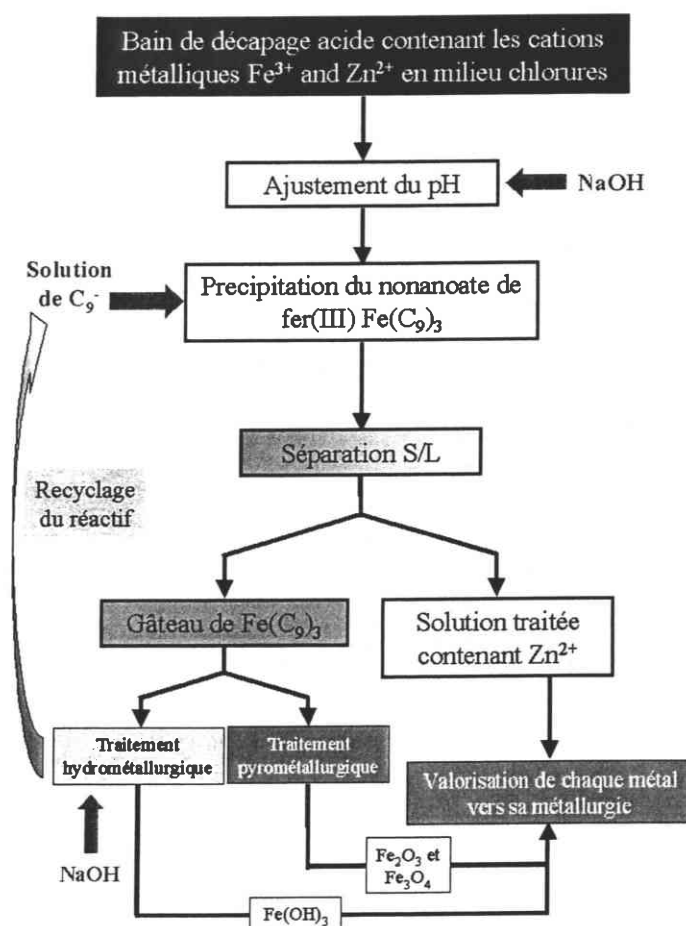 Bain de décapage acide contenant les cations
métalliques Fe³⁺ and Zn²⁺ en milieu chlorures
Ajustement du pH
NaOH
Solution
de C₉⁻
Precipitation du nonanoate de
fer(III) Fe(C₉)₃
Séparation S/L
Recyclage
du réactif
Gâteau de Fe(C₉)₃
Solution traitée
contenant Zn²⁺
Traitement
hydrométallurgique
Traitement
pyrométallurgique
Valorisation de chaque métal
vers sa métallurgie
NaOH
Fe₂O₃ et
Fe₃O₄
Fe(OH)₃